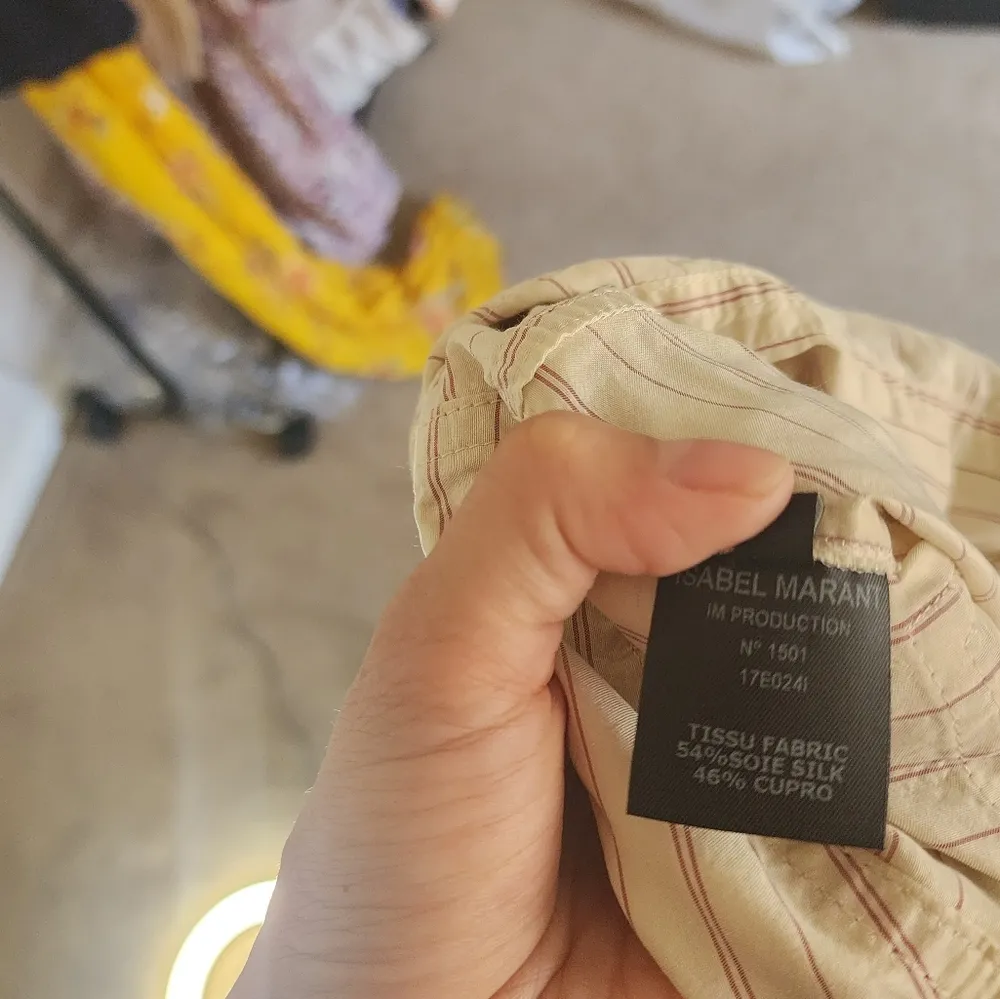 ISABEL MARANT
IM PRODUCTION
N° 1501
17E024I
TISSU FABRIC
54%SOIE SILK
46% CUPRO